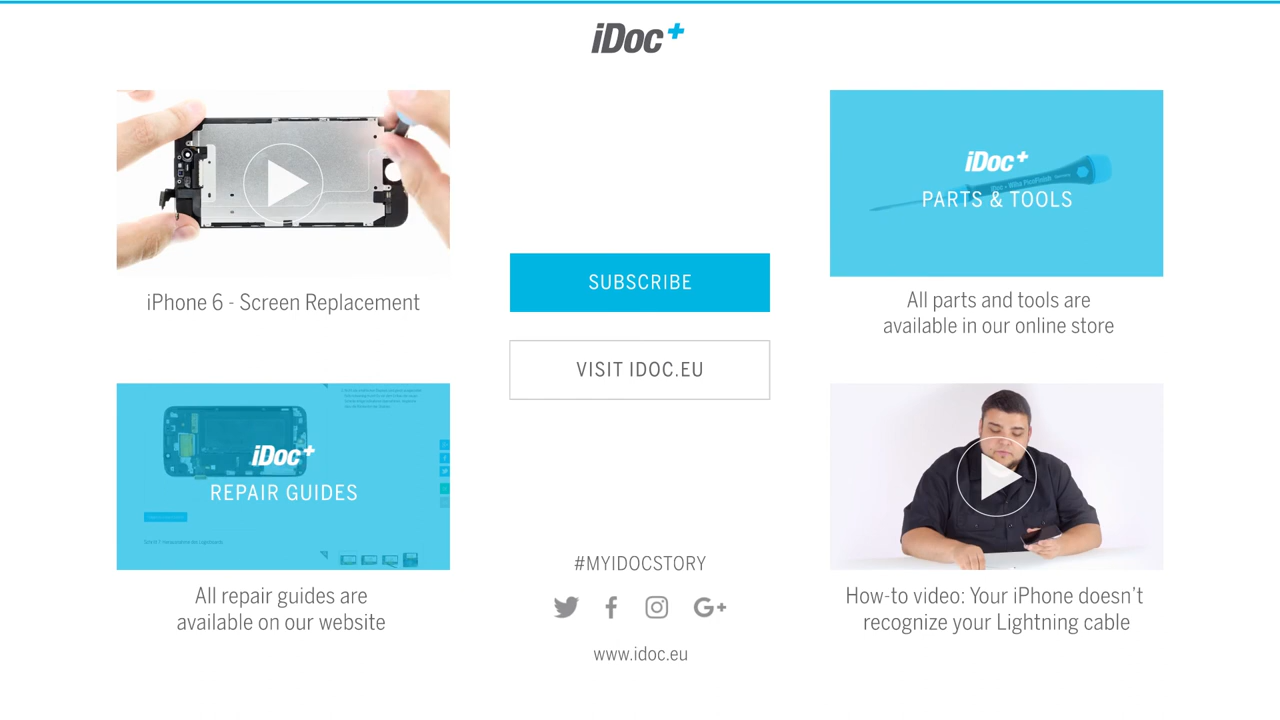 iDoc+
iPhone 6 - Screen Replacement
iDoc+
PARTS & TOOLS
All parts and tools are
available in our online store
SUBSCRIBE
VISIT IDOC.EU
iDoc+
REPAIR GUIDES
All repair guides are
available on our website
#MYIDOCSTORY
G+
www.idoc.eu
How-to video: Your iPhone doesn't
recognize your Lightning cable